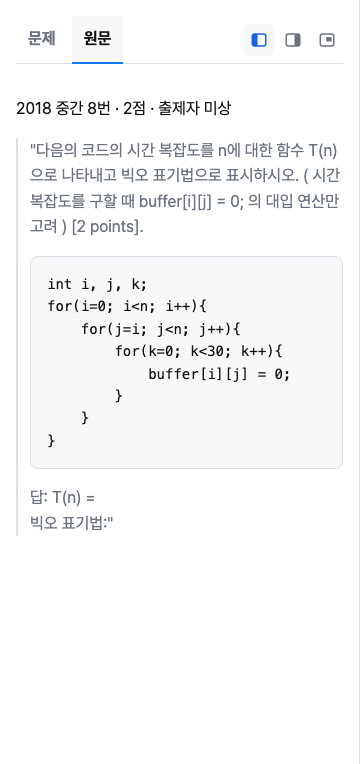 문제 원문
2018 중간 8번 · 2점 · 출제자 미상
"다음의 코드의 시간 복잡도를 n에 대한 함수 T(n)
으로 나타내고 빅오 표기법으로 표시하시오. ( 시간
복잡도를 구할 때 buffer[i][j] = 0; 의 대입 연산만
고려 ) [2 points].
int i, j, k;
for(i=0; i<n; i++){
    for(j=i; j<n; j++){
        for(k=0; k<30; k++){
            buffer[i][j] = 0;
        }
    }
}
답: T(n) =
빅오 표기법:"